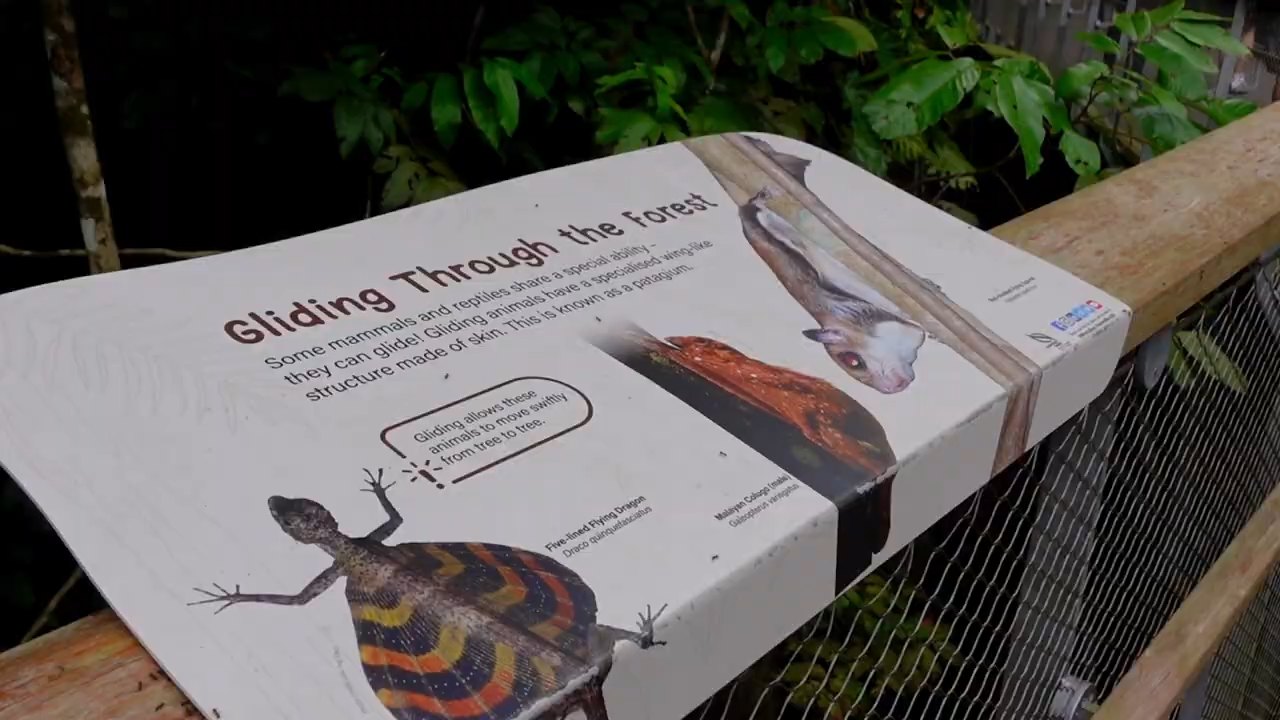 Gliding Through the Forest
Some mammals and reptiles share a special ability –
they can glide! Gliding animals have a specialised wing-like
structure made of skin. This is known as a patagium.
Gliding allows these
animals to move swiftly
from tree to tree.
Five-lined Flying Dragon
Draco quinquefasciatus
Malayan Colugo (male)
Galeopterus variegatus